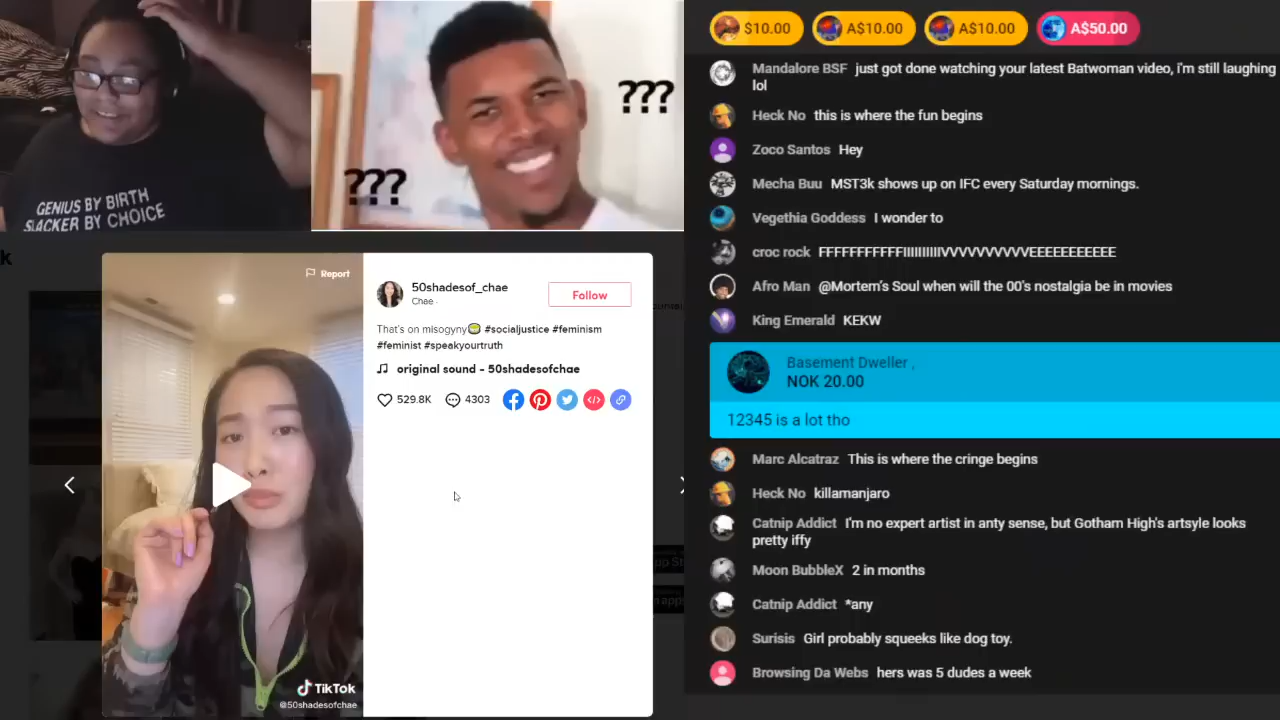 GENIUS BY BIRTH
SLACKER BY CHOICE
???
???
k
Report
TikTok
@50shadesofchae
50shadesof_chae
Chae ·
Follow
That's on misogyny🍵 #socialjustice #feminism
#feminist #speakyourtruth
original sound - 50shadesofchae
529.8K
4303
$10.00
A$10.00
A$10.00
A$50.00
Mandalore BSF just got done watching your latest Batwoman video, i'm still laughing
lol
Heck No this is where the fun begins
Zoco Santos Hey
Mecha Buu MST3k shows up on IFC every Saturday mornings.
Vegethia Goddess I wonder to
croc rock FFFFFFFFFFFIIIIIIIIIIVVVVVVVVVVEEEEEEEEEEE
Afro Man @Mortem's Soul when will the 00's nostalgia be in movies
King Emerald KEKW
Basement Dweller ,
NOK 20.00
12345 is a lot tho
Marc Alcatraz This is where the cringe begins
Heck No killamanjaro
Catnip Addict I'm no expert artist in anty sense, but Gotham High's artsyle looks
pretty iffy
Moon BubbleX 2 in months
Catnip Addict *any
Surisis Girl probably squeeks like dog toy.
Browsing Da Webs hers was 5 dudes a week